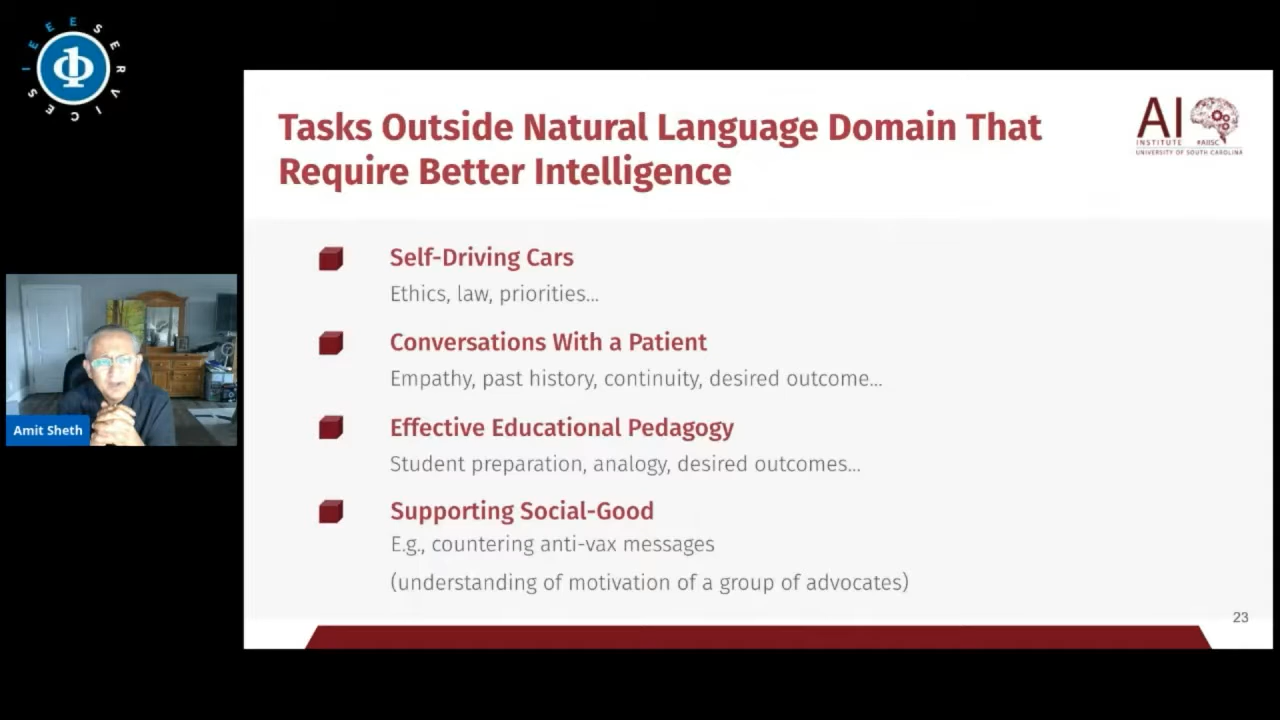 IEEE SERVICES
Tasks Outside Natural Language Domain That
Require Better Intelligence
AI
INSTITUTE #AIISC
UNIVERSITY OF SOUTH CAROLINA
Self-Driving Cars
Ethics, law, priorities...
Conversations With a Patient
Empathy, past history, continuity, desired outcome...
Effective Educational Pedagogy
Student preparation, analogy, desired outcomes...
Supporting Social-Good
E.g., countering anti-vax messages
(understanding of motivation of a group of advocates)
23
Amit Sheth